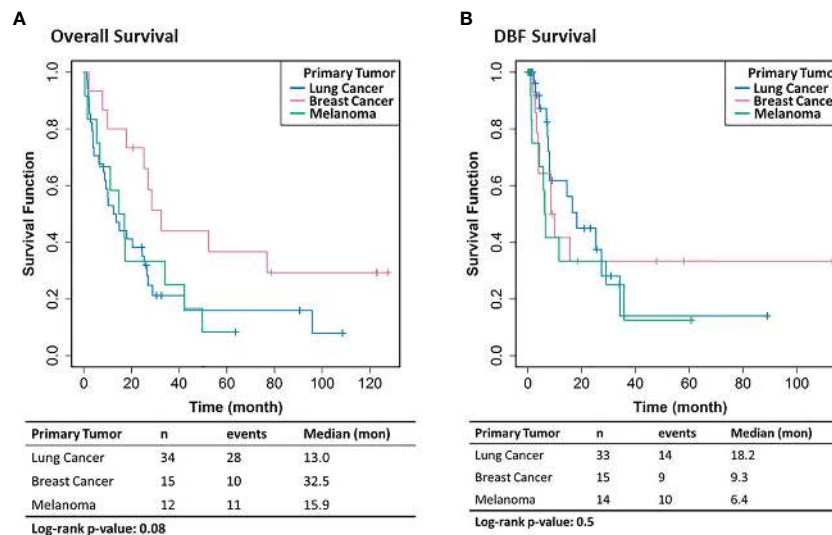 A
Overall Survival
Primary Tumor
Lung Cancer
Breast Cancer
Melanoma
Survival Function
1.0
0.8
0.6
0.4
0.2
0.0
0 20 40 60 80 100 120
Time (month)
Primary Tumor n events Median (mon)
Lung Cancer 34 28 13.0
Breast Cancer 15 10 32.5
Melanoma 12 11 15.9
Log-rank p-value: 0.08
B
DBF Survival
Primary Tumor
Lung Cancer
Breast Cancer
Melanoma
Survival Function
1.0
0.8
0.6
0.4
0.2
0.0
0 20 40 60 80 100
Time (month)
Primary Tumor n events Median (mon)
Lung Cancer 33 14 18.2
Breast Cancer 15 9 9.3
Melanoma 14 10 6.4
Log-rank p-value: 0.5